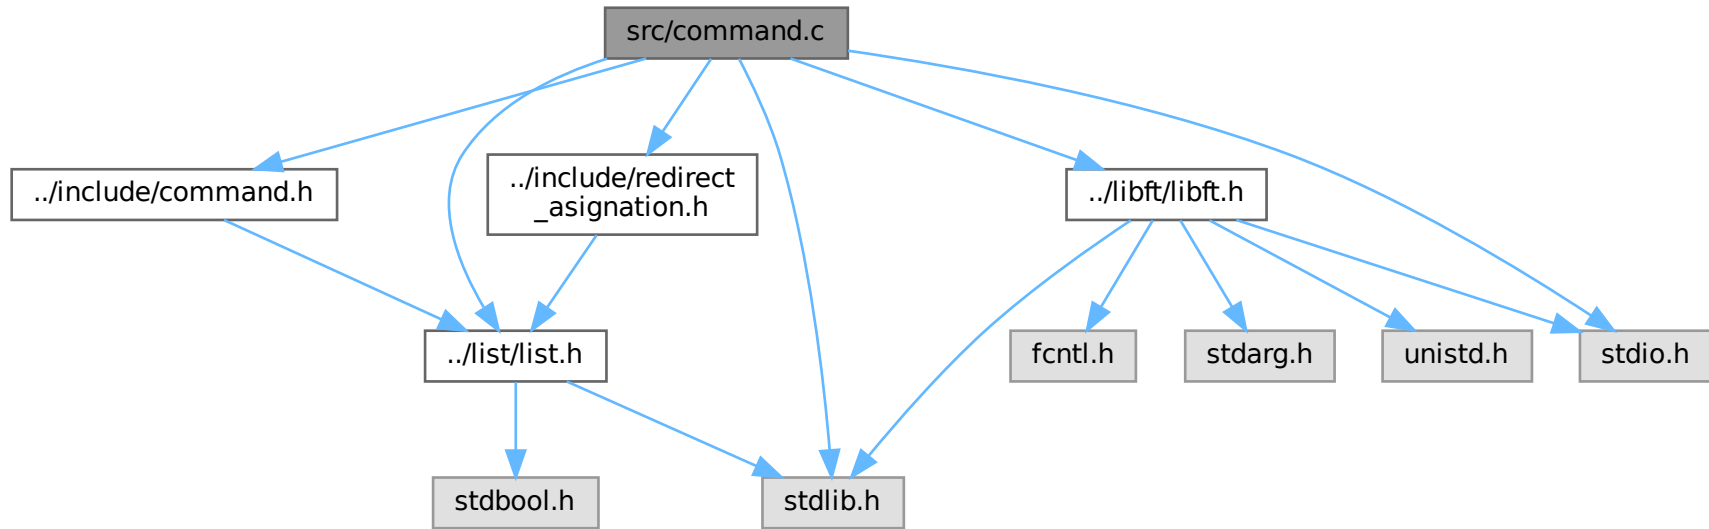 src/command.c
../include/command.h
../include/redirect
_asignation.h
../libft/libft.h
../list/list.h
fcntl.h
stdarg.h
unistd.h
stdio.h
stdbool.h
stdlib.h